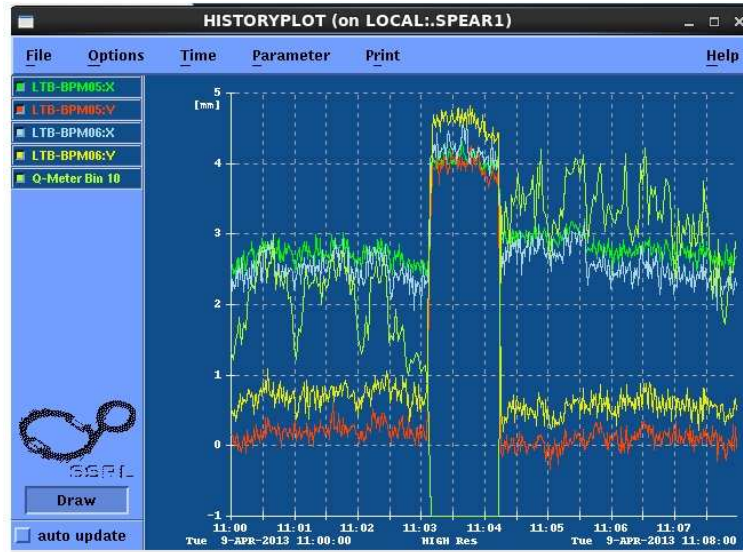 HISTORYPLOT (on LOCAL:.SPEAR1)
File Options Time Parameter Print Help
LTB-BPM05:X
LTB-BPM05:Y
LTB-BPM06:X
LTB-BPM06:Y
Q-Meter Bin 10
5
[mm]
4
3
2
1
0
-1
11:00 11:01 11:02 11:03 11:04 11:05 11:06 11:07
Tue 9-APR-2013 11:00:00 HIGH Res Tue 9-APR-2013 11:08:00
SSRL
Draw
auto update